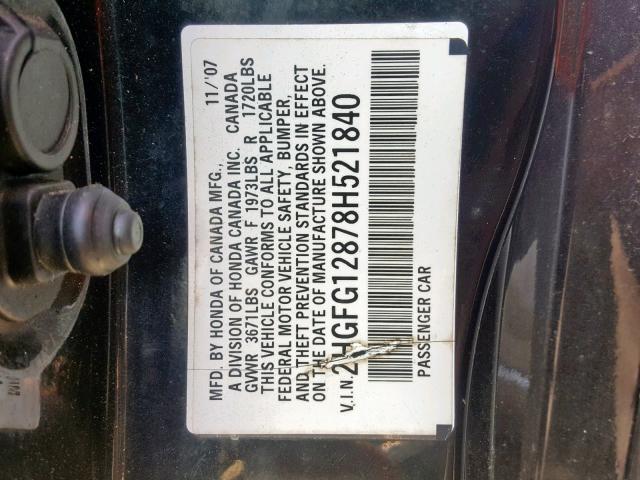 MFD. BY HONDA OF CANADA MFG., 11/'07
A DIVISION OF HONDA CANADA INC. CANADA
GVWR 3671LBS GAWR F 1973LBS R 1720LBS
THIS VEHICLE CONFORMS TO ALL APPLICABLE
FEDERAL MOTOR VEHICLE SAFETY, BUMPER,
AND THEFT PREVENTION STANDARDS IN EFFECT
ON THE DATE OF MANUFACTURE SHOWN ABOVE.
V.I.N. 2HGFG12878H521840
PASSENGER CAR